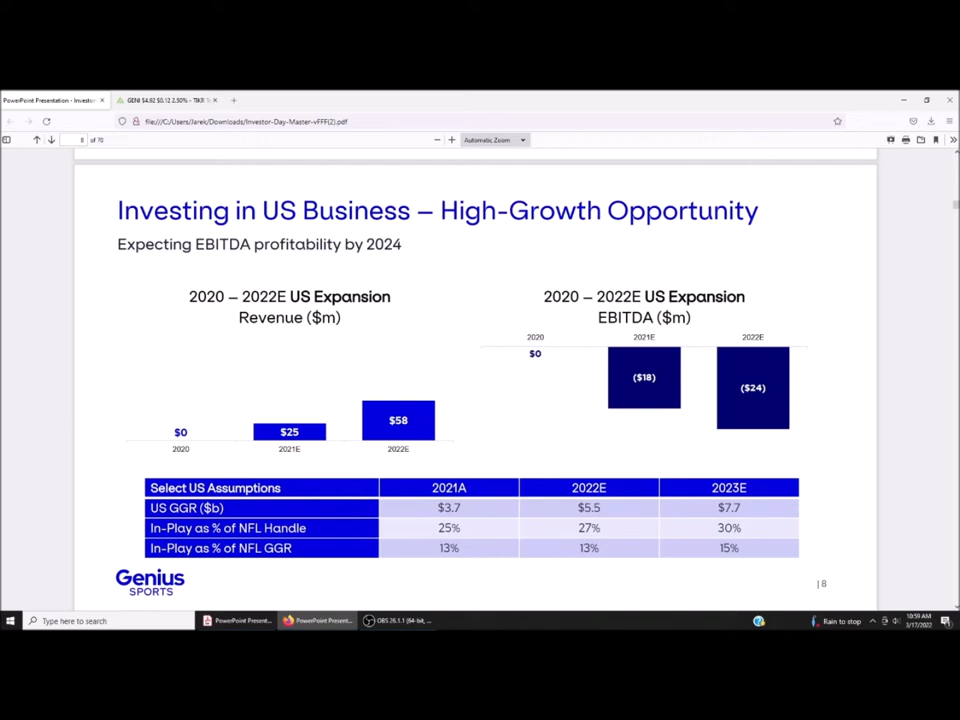 PowerPoint Presentation - Investor-
GENI $4.92 $0.12 2.50% - TIKR
file:///C:/Users/Jarek/Downloads/Investor-Day-Master-vFFF(2).pdf
8 of 70
Automatic Zoom
Investing in US Business – High-Growth Opportunity
Expecting EBITDA profitability by 2024
2020 – 2022E US Expansion
Revenue ($m)
$0 $25 $58
2020 2021E 2022E
2020 – 2022E US Expansion
EBITDA ($m)
2020 2021E 2022E
$0 ($18) ($24)
Select US Assumptions 2021A 2022E 2023E
US GGR ($b) $3.7 $5.5 $7.7
In-Play as % of NFL Handle 25% 27% 30%
In-Play as % of NFL GGR 13% 13% 15%
Genius
SPORTS
| 8
Type here to search
PowerPoint Present...
PowerPoint Present...
OBS 26.1.1 (64-bit, ...
Rain to stop
10:59 AM
3/17/2022